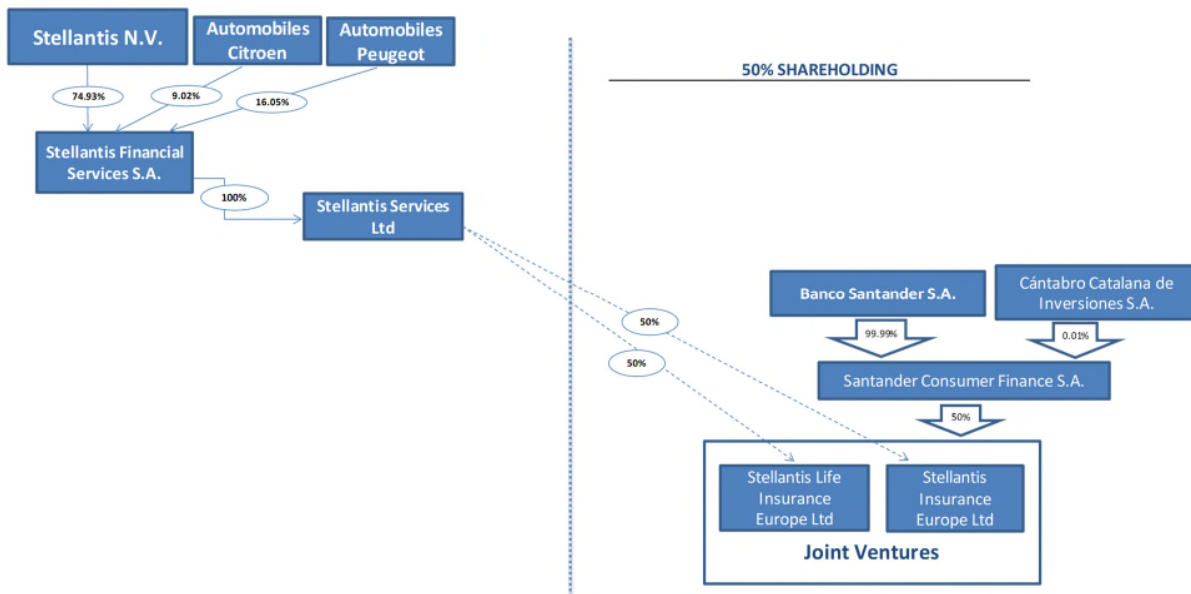 Stellantis N.V.
Automobiles
Citroen
Automobiles
Peugeot
50% SHAREHOLDING
74.93%
9.02%
16.05%
Stellantis Financial
Services S.A.
100%
Stellantis Services
Ltd
Banco Santander S.A.
Cántabro Catalana de
Inversiones S.A.
50%
99.99%
0.01%
50%
Santander Consumer Finance S.A.
50%
Stellantis Life
Insurance
Europe Ltd
Stellantis
Insurance
Europe Ltd
Joint Ventures